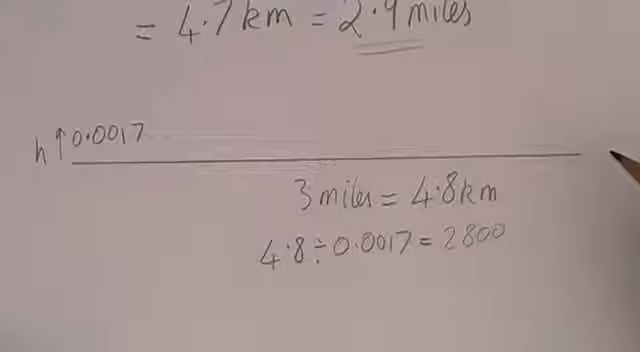 = 4.7km = 2.9 miles
h↑0.0017
3 miles = 4.8km
4.8÷0.0017 = 2800